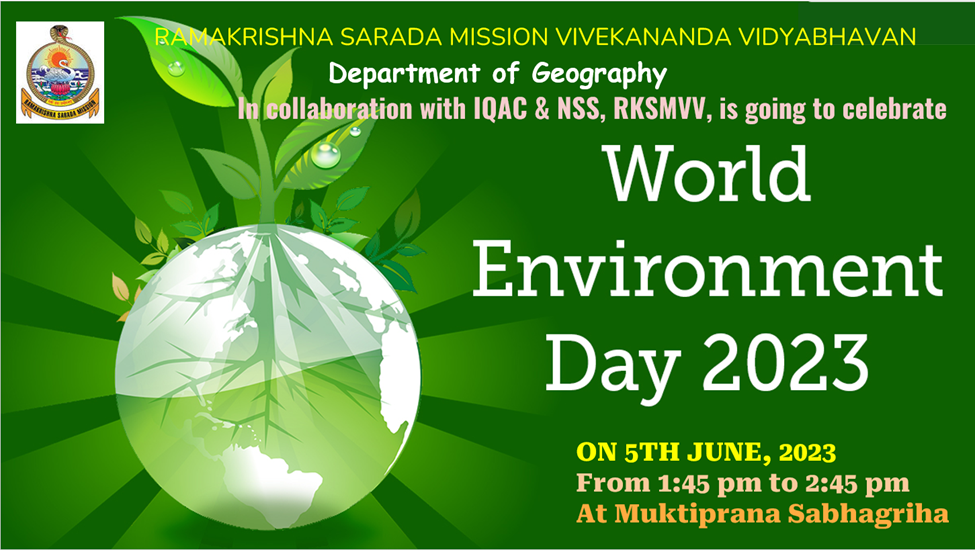 RAMAKRISHNA SARADA MISSION VIVEKANANDA VIDYABHAVAN
Department of Geography
In collaboration with IQAC & NSS, RKSMVV, is going to celebrate
World
Environment
Day 2023
ON 5TH JUNE, 2023
From 1:45 pm to 2:45 pm
At Muktiprana Sabhagriha
RAMAKRISHNA SARADA MISSION